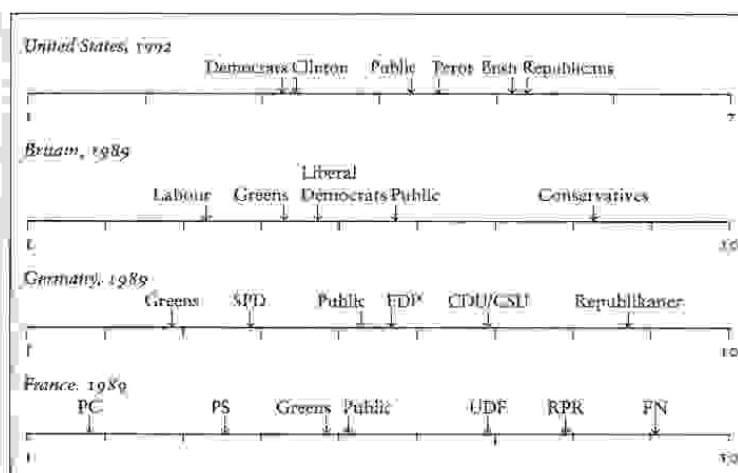 United States, 1992
Democrats Clinton Public Perot Bush Republicans
1 7
Britain, 1989
Liberal
Labour Greens Democrats Public Conservatives
1 10
Germany, 1989
Greens SPD Public FDP CDU/CSU Republikaner
1 10
France, 1989
PC PS Greens Public UDF RPR FN
1 10